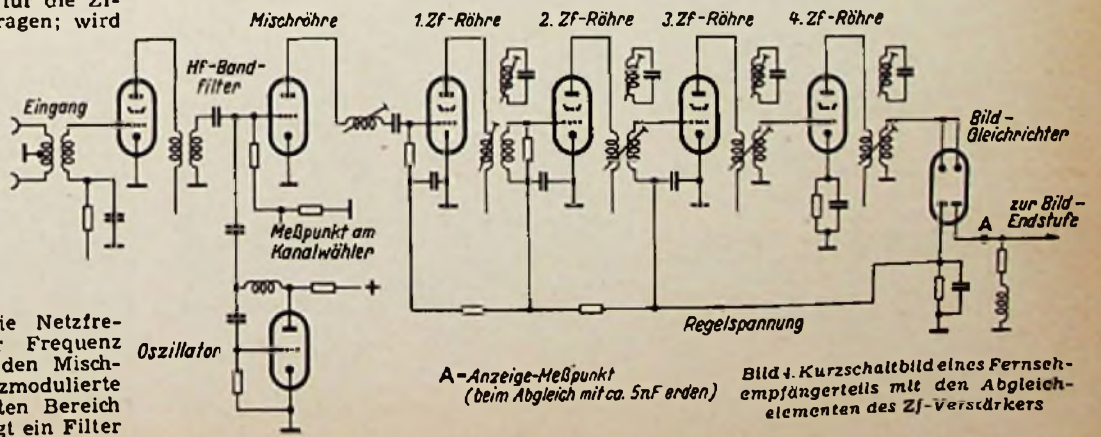 für die Zf-
ragen; wird
Mischröhre
1. Zf-Röhre
2. Zf-Röhre
3. Zf-Röhre
4. Zf-Röhre
Hf-Band-
filter
Eingang
Bild-
Gleichrichter
zur Bild-
Endstufe
A
Meßpunkt am
Kanalwähler
Regelspannung
Oszillator
ie Netzfre-
r Frequenz
den Misch-
zmodulierte
ten Bereich
gt ein Filter
A-Anzeige-Meßpunkt
(beim Abgleich mit ca. 5nF erden)
Bild 4. Kurzschaltbild eines Fernseh-
empfängerteils mit den Abgleich-
elementen des Zf-Verstärkers